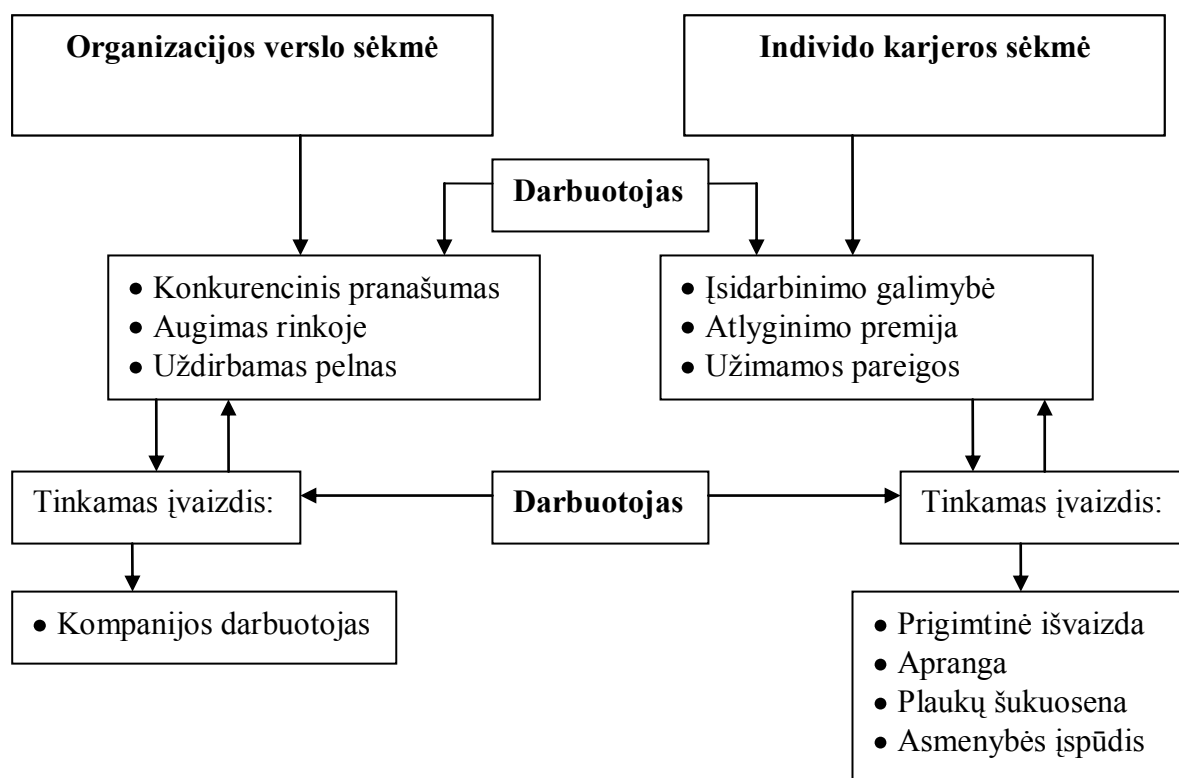 Organizacijos verslo sėkmė
Individo karjeros sėkmė
Darbuotojas
• Konkurencinis pranašumas
• Augimas rinkoje
• Uždirbamas pelnas
• Įsidarbinimo galimybė
• Atlyginimo premija
• Užimamos pareigos
Tinkamas įvaizdis:
Darbuotojas
Tinkamas įvaizdis:
• Kompanijos darbuotojas
• Prigimtinė išvaizda
• Apranga
• Plaukų šukuosena
• Asmenybės įspūdis